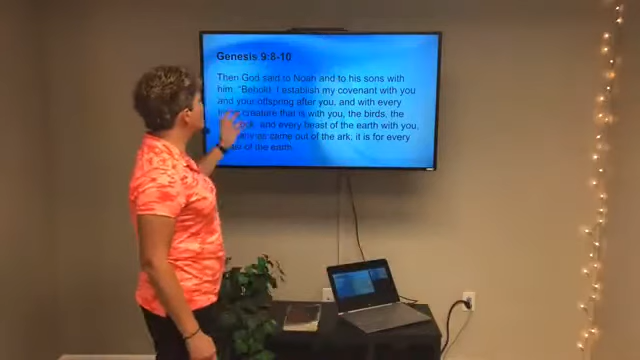 Genesis 9:8-10
Then God said to Noah and to his sons with
him, "Behold, I establish my covenant with you
and your offspring after you, and with every
creature that is with you, the birds, the
and every beast of the earth with you,
came out of the ark, it is for every
of the earth.